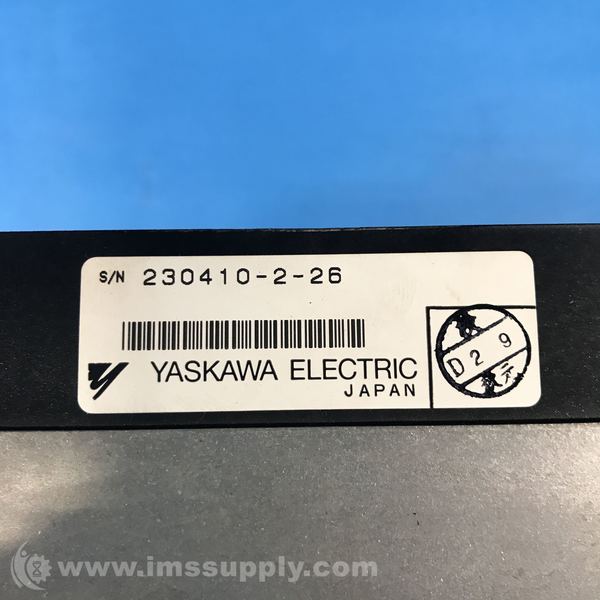 S/N 230410-2-26
YASKAWA ELECTRIC
JAPAN
D 2 9
www.imssupply.com